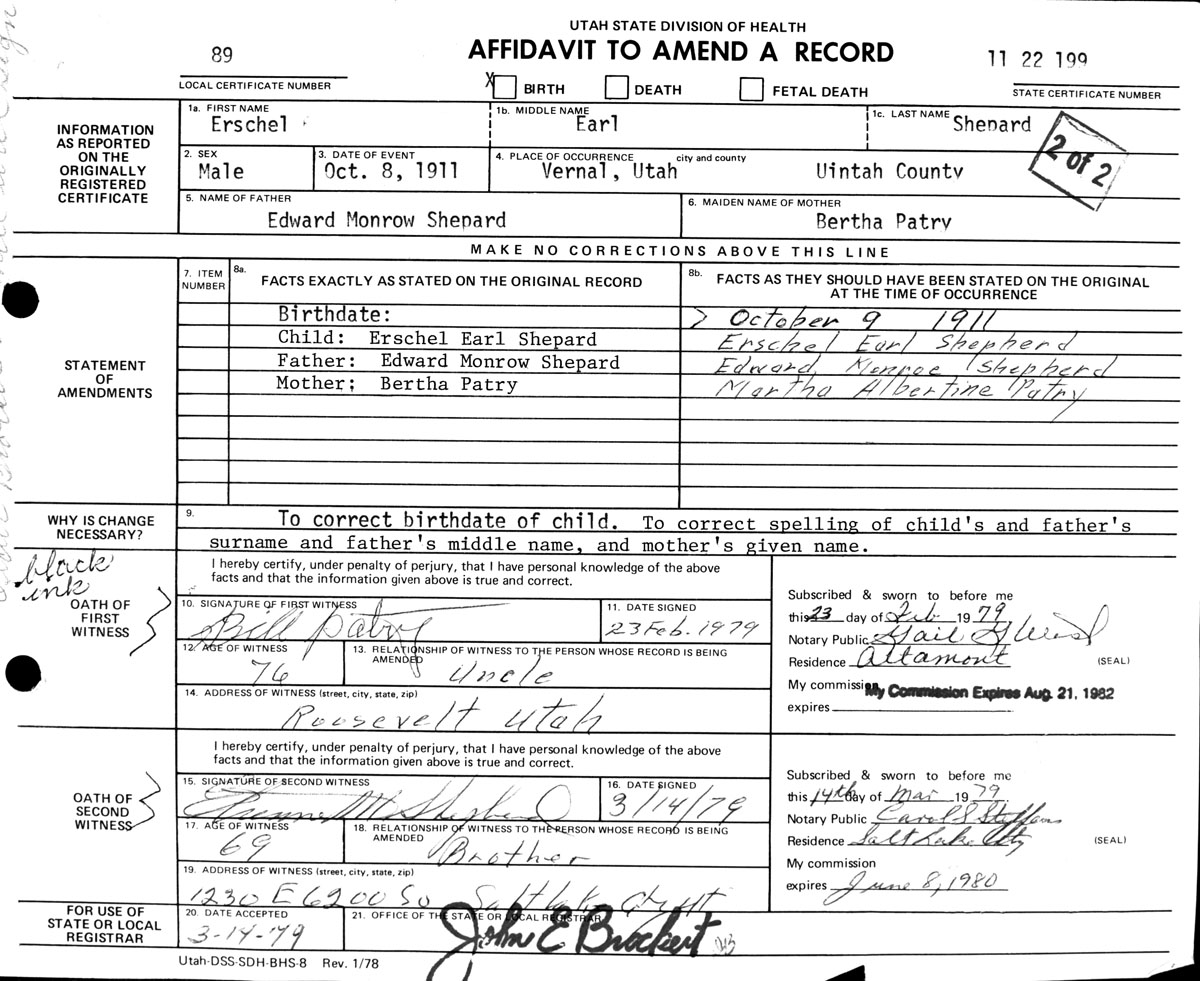 UTAH STATE DIVISION OF HEALTH
AFFIDAVIT TO AMEND A RECORD
89
11 22 199
LOCAL CERTIFICATE NUMBER
X BIRTH DEATH FETAL DEATH
STATE CERTIFICATE NUMBER
INFORMATION AS REPORTED ON THE ORIGINALLY REGISTERED CERTIFICATE
1a. FIRST NAME 1b. MIDDLE NAME 1c. LAST NAME
Erschel Earl Shepard
2 of 2
2. SEX 3. DATE OF EVENT 4. PLACE OF OCCURRENCE city and county
Male Oct. 8, 1911 Vernal, Utah Uintah County
5. NAME OF FATHER 6. MAIDEN NAME OF MOTHER
Edward Monrow Shepard Bertha Patry
MAKE NO CORRECTIONS ABOVE THIS LINE
STATEMENT OF AMENDMENTS
7. ITEM NUMBER
8a. FACTS EXACTLY AS STATED ON THE ORIGINAL RECORD
8b. FACTS AS THEY SHOULD HAVE BEEN STATED ON THE ORIGINAL
AT THE TIME OF OCCURRENCE
Birthdate: > October 9 1911
Child: Erschel Earl Shepard Erschel Earl Shepherd
Father: Edward Monrow Shepard Edward Monroe Shepherd
Mother; Bertha Patry Martha Albertine Patry
WHY IS CHANGE NECESSARY?
9. To correct birthdate of child. To correct spelling of child's and father's
surname and father's middle name, and mother's given name.
black
ink
OATH OF FIRST WITNESS
I hereby certify, under penalty of perjury, that I have personal knowledge of the above
facts and that the information given above is true and correct.
10. SIGNATURE OF FIRST WITNESS 11. DATE SIGNED
Bill Patry 23 Feb. 1979
12. AGE OF WITNESS 13. RELATIONSHIP OF WITNESS TO THE PERSON WHOSE RECORD IS BEING AMENDED
76 Uncle
14. ADDRESS OF WITNESS (street, city, state, zip)
Roosevelt Utah
Subscribed & sworn to before me
this 23 day of Feb 1979
Notary Public Gail
Residence Altamont (SEAL)
My commission My Commission Expires Aug. 21, 1982
expires
OATH OF SECOND WITNESS
I hereby certify, under penalty of perjury, that I have personal knowledge of the above
facts and that the information given above is true and correct.
15. SIGNATURE OF SECOND WITNESS 16. DATE SIGNED
M Shepherd 3/14/79
17. AGE OF WITNESS 18. RELATIONSHIP OF WITNESS TO THE PERSON WHOSE RECORD IS BEING AMENDED
69 Brother
19. ADDRESS OF WITNESS (street, city, state, zip)
1230 E 6200 So Salt Lake City Ut
Subscribed & sworn to before me
this 14th day of Mar 1979
Notary Public Carol S Steffans
Residence Salt Lake City (SEAL)
My commission
expires June 8, 1980
FOR USE OF STATE OR LOCAL REGISTRAR
20. DATE ACCEPTED 21. OFFICE OF THE STATE OR LOCAL REGISTRAR
3-14-79 John E Brockert
Utah-DSS-SDH-BHS-8 Rev. 1/78